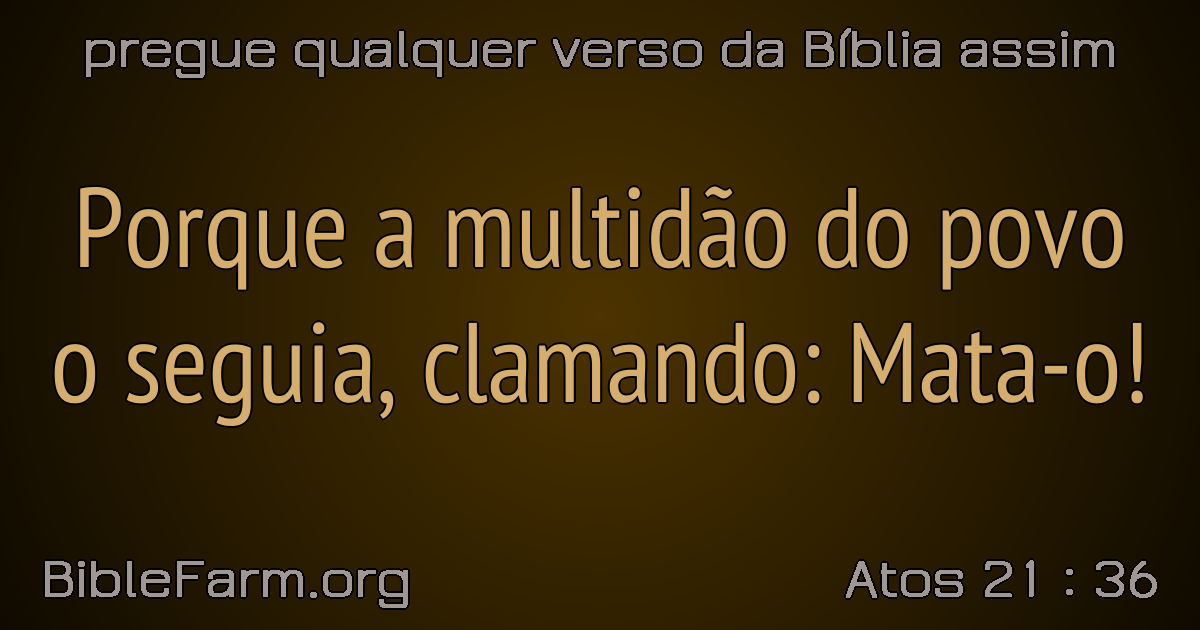 pregue qualquer verso da Bíblia assim
Porque a multidão do povo
o seguia, clamando: Mata-o!
BibleFarm.org
Atos 21 : 36